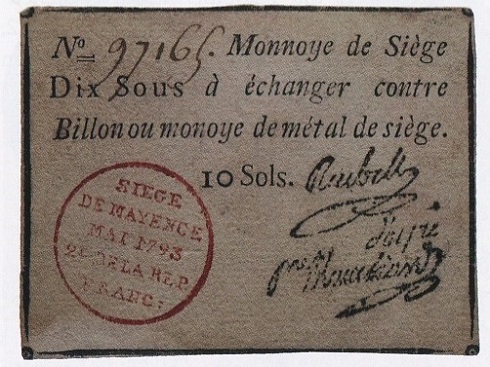 No 97165. Monnoye de Siège
Dix Sous à échanger contre
Billon ou monoye de métal de siège.
10 Sols. Reubell
SIEGE
DE MAYENCE
MAI 1793
2E DE LA REP.
FRANC: